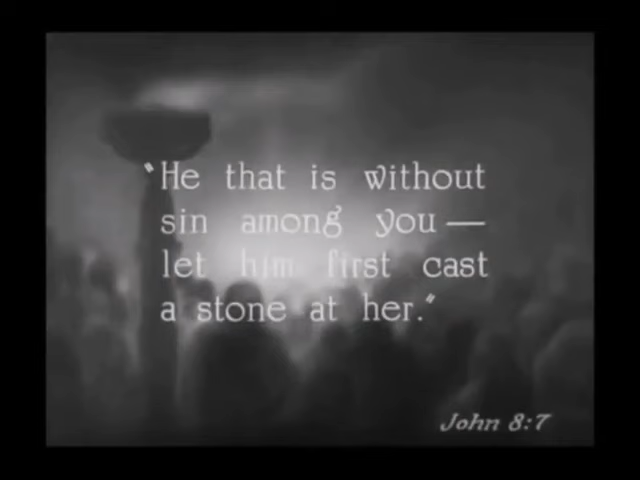 "He that is without
sin among you —
let him first cast
a stone at her."
John 8:7